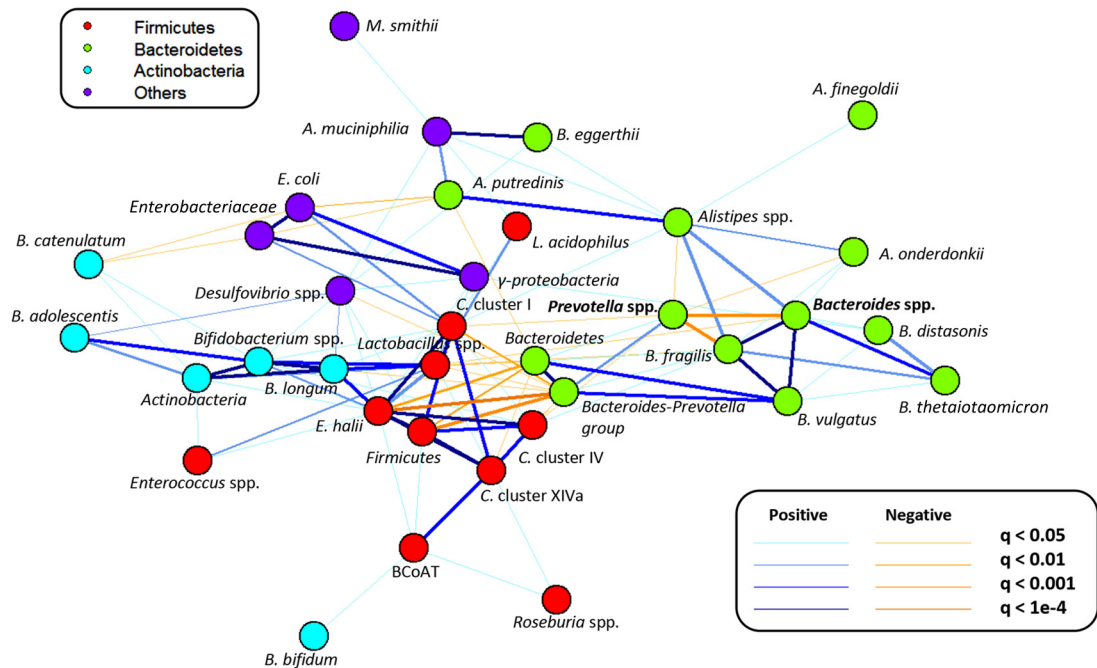 Firmicutes
Bacteroidetes
Actinobacteria
Others
M. smithii
A. finegoldii
A. muciniphilia
B. eggerthii
E. coli
A. putredinis
Enterobacteriaceae
Alistipes spp.
B. catenulatum
L. acidophilus
A. onderdonkii
γ-proteobacteria
Desulfovibrio spp.
C. cluster I
Prevotella spp.
Bacteroides spp.
B. adolescentis
Bifidobacterium spp.
Lactobacillus spp.
Bacteroidetes
B. distasonis
B. fragilis
Actinobacteria
B. longum
Bacteroides-Prevotella
group
B. vulgatus
B. thetaiotaomicron
E. halii
Firmicutes
C. cluster IV
Enterococcus spp.
C. cluster XIVa
BCoAT
Roseburia spp.
B. bifidum
Positive Negative
q < 0.05
q < 0.01
q < 0.001
q < 1e-4